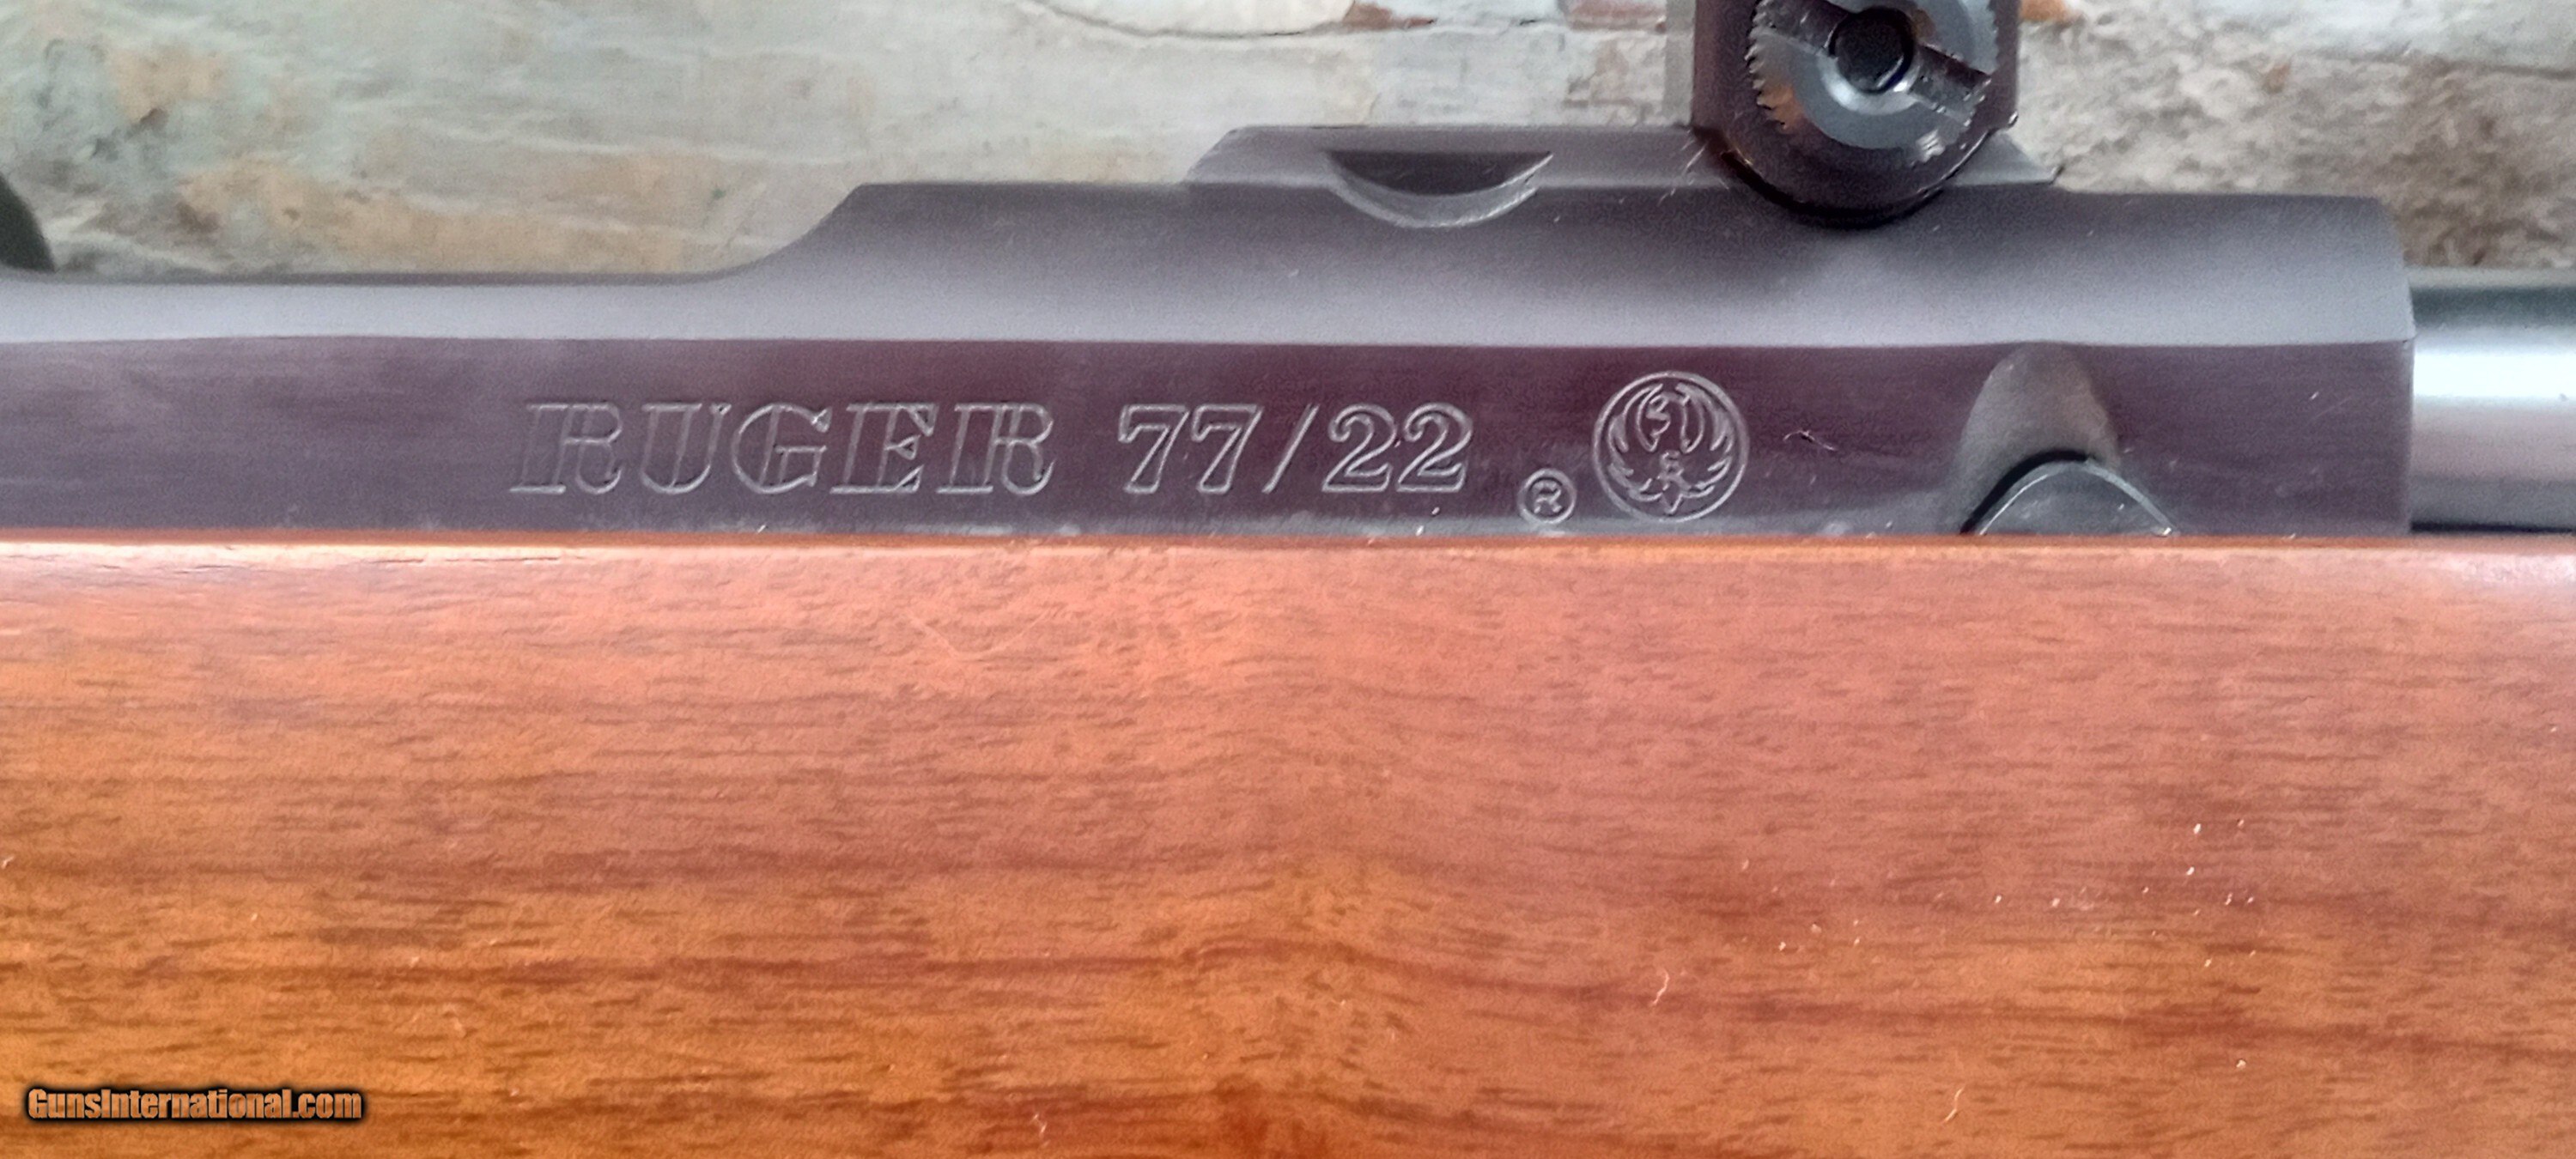 RUGER 77/22 ®
GunsInternational.com